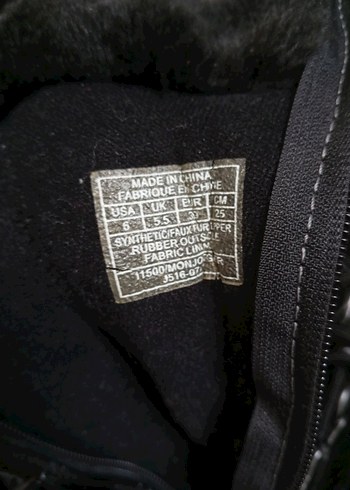 MADE IN CHINA
FABRIQUE EN CHINE
USA UK EUR CM
6 5.5 25
SYNTHETIC/FAUX FUR UPPER
RUBBER OUTSOLE
FABRIC LINING